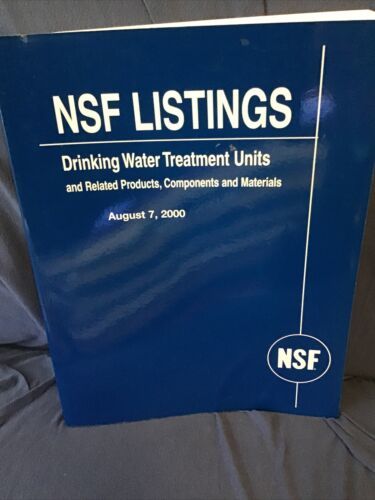 NSF LISTINGS
Drinking Water Treatment Units
and Related Products, Components and Materials
August 7, 2000
NSF